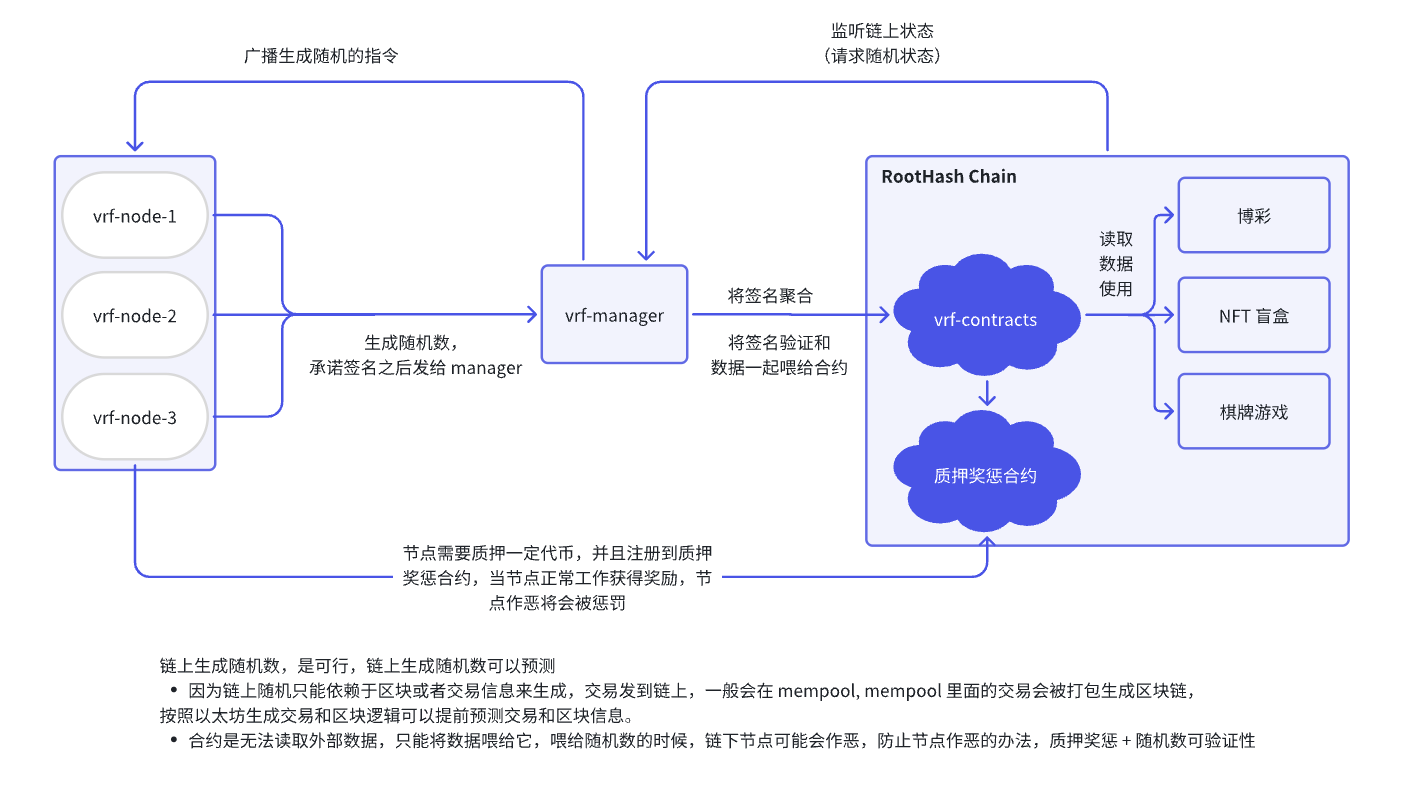 监听链上状态
（请求随机状态）
广播生成随机的指令
RootHash Chain
vrf-node-1
vrf-node-2
vrf-node-3
生成随机数，
承诺签名之后发给 manager
vrf-manager
将签名聚合
将签名验证和
数据一起喂给合约
vrf-contracts
质押奖惩合约
读取
数据
使用
博彩
NFT 盲盒
棋牌游戏
节点需要质押一定代币，并且注册到质押
奖惩合约，当节点正常工作获得奖励，节
点作恶将会被惩罚
链上生成随机数，是可行，链上生成随机数可以预测
• 因为链上随机只能依赖于区块或者交易信息来生成，交易发到链上，一般会在 mempool, mempool 里面的交易会被打包生成区块链，
按照以太坊生成交易和区块逻辑可以提前预测交易和区块信息。
• 合约是无法读取外部数据，只能将数据喂给它，喂给随机数的时候，链下节点可能会作恶，防止节点作恶的办法，质押奖惩 + 随机数可验证性